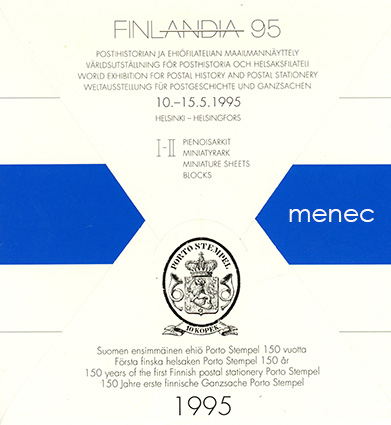 FINLANDIA 95
POSTIHISTORIAN JA EHIÖFILATELIAN MAAILMANNÄYTTELY
VÄRLDSUTSTÄLLNING FÖR POSTHISTORIA OCH HELSAKSFILATELI
WORLD EXHIBITION FOR POSTAL HISTORY AND POSTAL STATIONERY
WELTAUSSTELLUNG FÜR POSTGESCHICHTE UND GANZSACHEN
10.–15.5.1995
HELSINKI – HELSINGFORS
I-II
PIENOISARKIT
MINIATYRARK
MINIATURE SHEETS
BLOCKS
menec
PORTO STEMPEL
10 KOPEK
Suomen ensimmäinen ehiö Porto Stempel 150 vuotta
Första finska helsaken Porto Stempel 150 år
150 years of the first Finnish postal stationery Porto Stempel
150 Jahre erste finnische Ganzsache Porto Stempel
1995